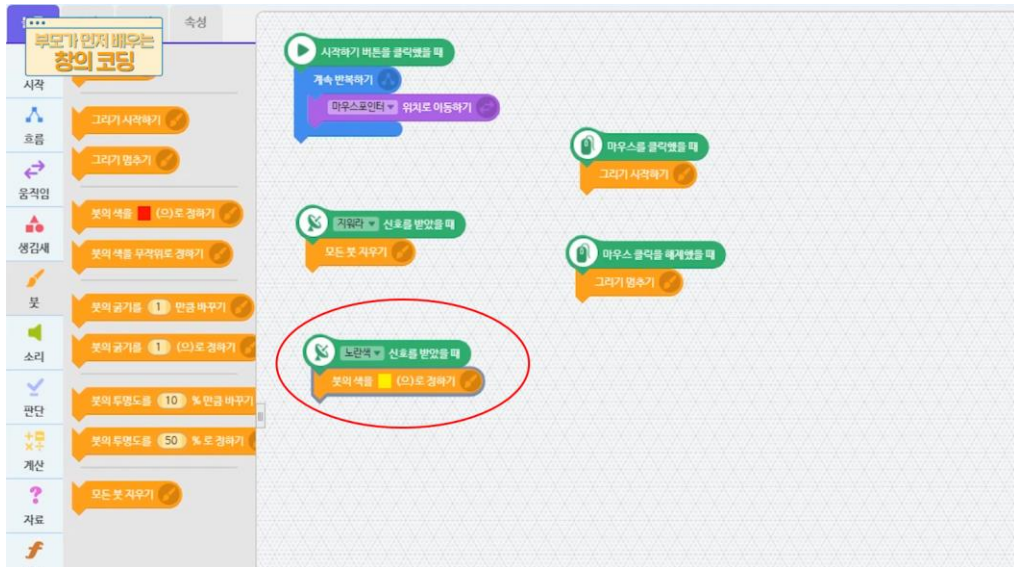 속성
부모가 먼저 배우는
창의 코딩
시작
흐름
움직임
생김새
붓
소리
판단
계산
자료
그리기 시작하기
그리기 멈추기
붓의 색을 (으)로 정하기
붓의 색을 무작위로 정하기
붓의 굵기를 1 만큼 바꾸기
붓의 굵기를 1 (으)로 정하기
붓의 투명도를 10 % 만큼 바꾸기
붓의 투명도를 50 % 로 정하기
모든 붓 지우기
시작하기 버튼을 클릭했을 때
계속 반복하기
마우스포인터 위치로 이동하기
마우스를 클릭했을 때
그리기 시작하기
지워라 신호를 받았을 때
모든 붓 지우기
마우스 클릭을 해제했을 때
그리기 멈추기
노란색 신호를 받았을 때
붓의 색을 (으)로 정하기